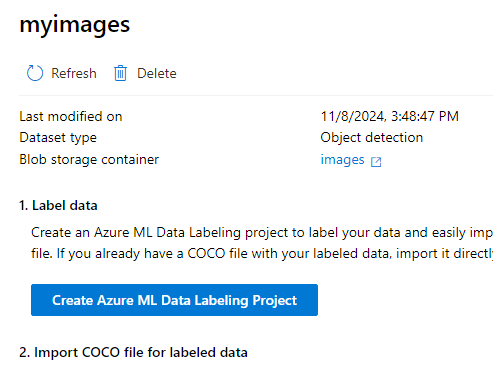 myimages
Refresh Delete
Last modified on 11/8/2024, 3:48:47 PM
Dataset type Object detection
Blob storage container images
1. Label data
Create an Azure ML Data Labeling project to label your data and easily imp
file. If you already have a COCO file with your labeled data, import it directly
Create Azure ML Data Labeling Project
2. Import COCO file for labeled data